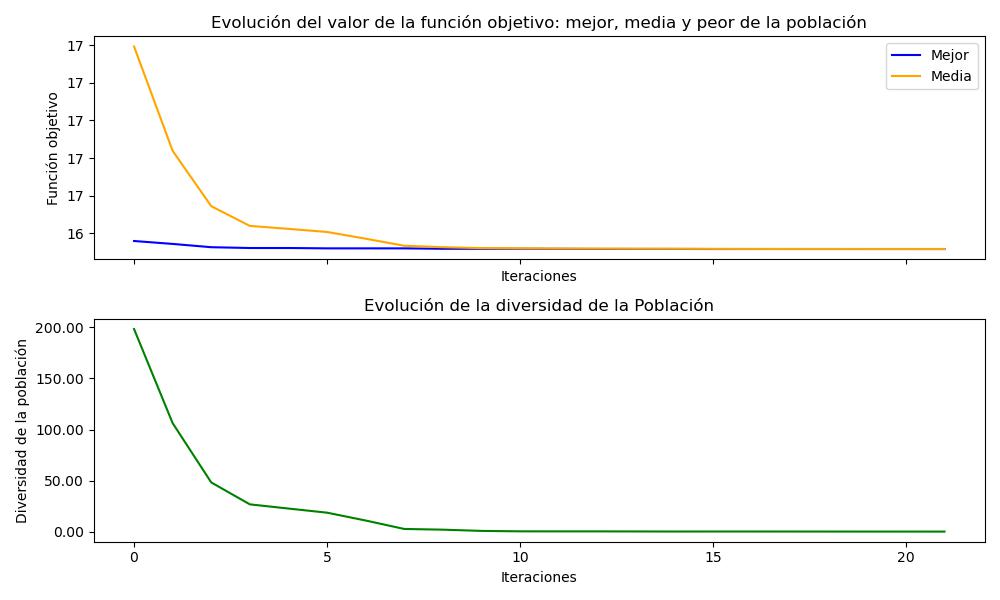 Evolución del valor de la función objetivo: mejor, media y peor de la población
17
17
17
17
17
16
Función objetivo
Mejor
Media
Iteraciones
Evolución de la diversidad de la Población
200.00
150.00
100.00
50.00
0.00
Diversidad de la población
0 5 10 15 20
Iteraciones